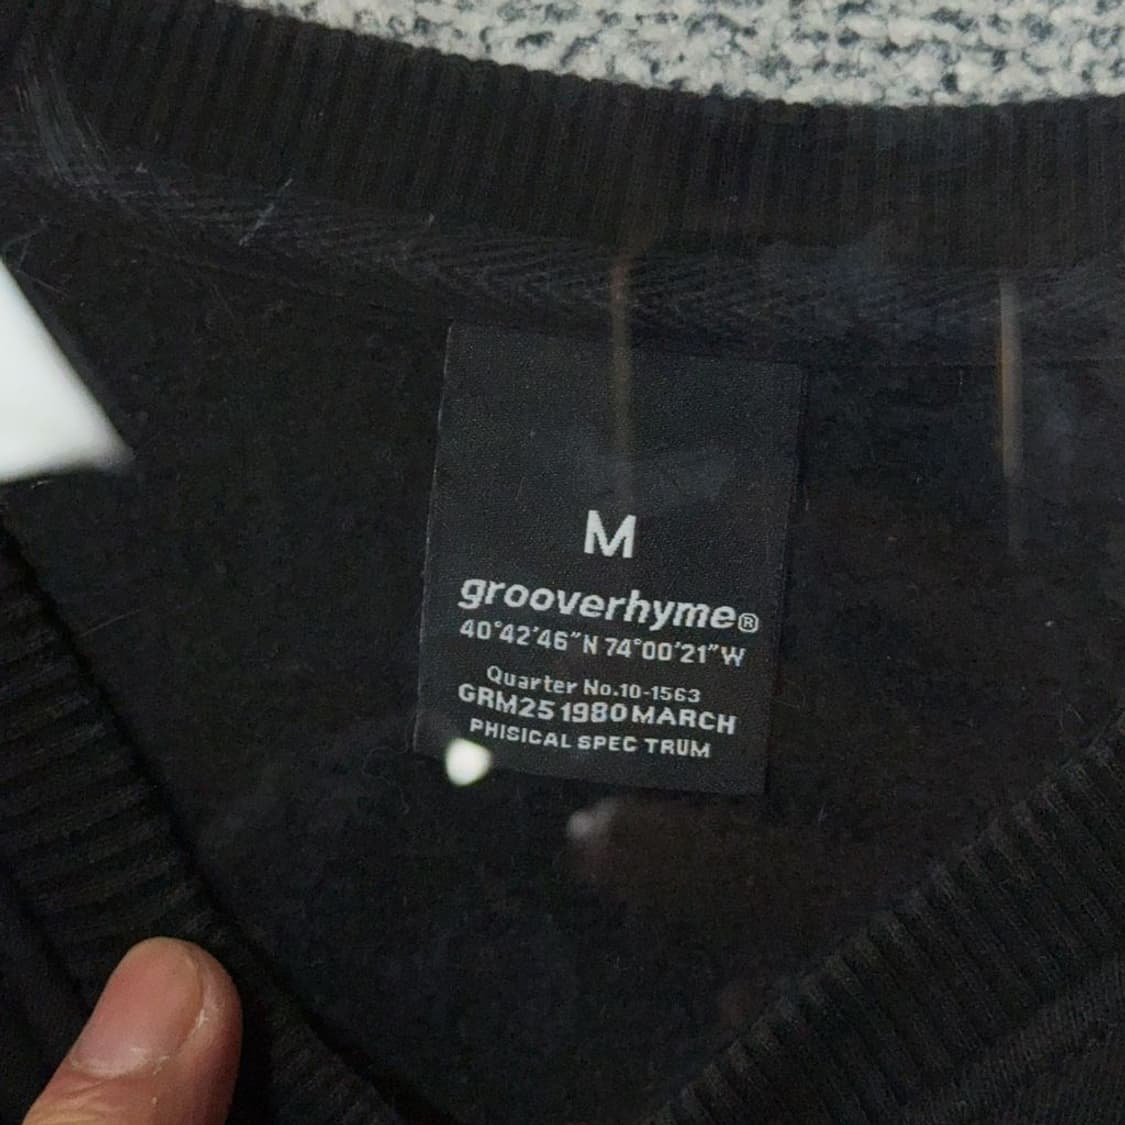 M
grooverhyme®
40°42'46"N 74°00'21"W
Quarter No.10-1563
GRM25 1980 MARCH
PHISICAL SPEC TRUM